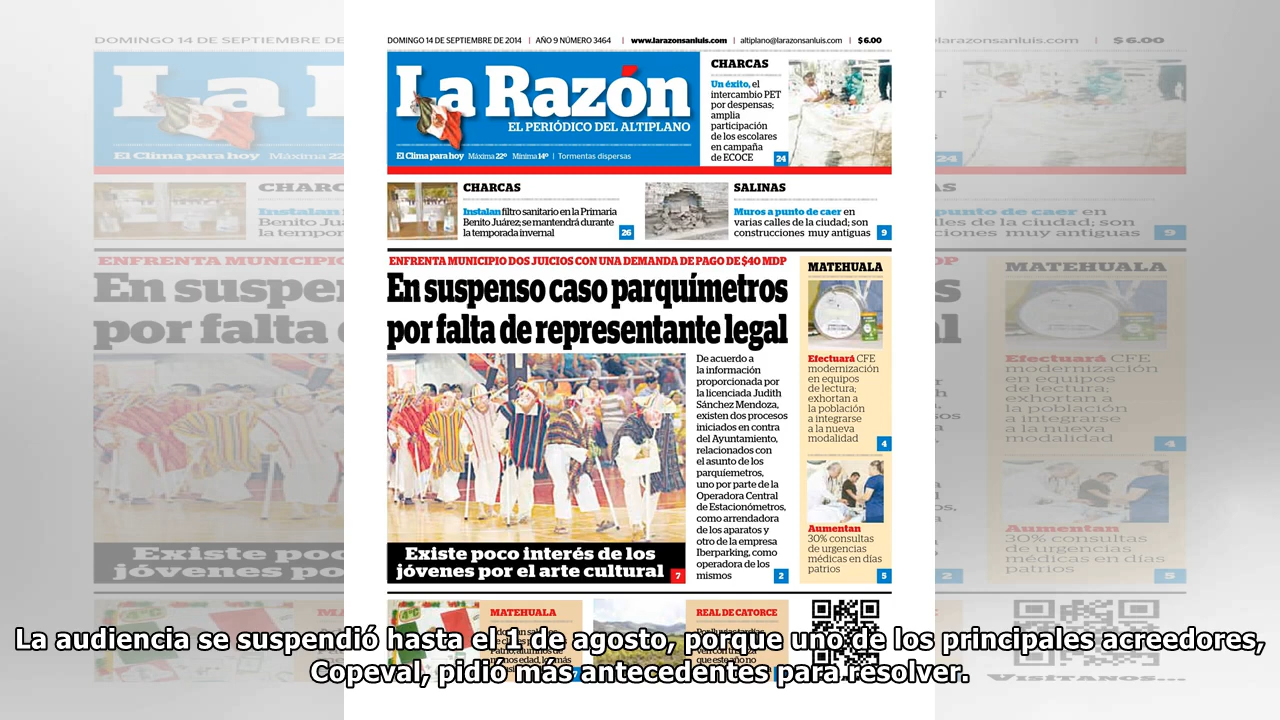 DOMINGO 14 DE SEPTIEMBRE DE 2014 | AÑO 9 NÚMERO 3464 | www.larazonsanluis.com | altiplano@larazonsanluis.com | $ 6.00
La Razón
EL PERIÓDICO DEL ALTIPLANO
El Clima para hoy Máxima 22º Mínima 14º | Tormentas dispersas
CHARCAS
Un éxito, el
intercambio PET
por despensas;
amplia
participación
de los escolares
en campaña
de ECOCE
24
CHARCAS
Instalan filtro sanitario en la Primaria
Benito Juárez; se mantendrá durante
la temporada invernal
26
SALINAS
Muros a punto de caer en
varias calles de la ciudad; son
construcciones muy antiguas
9
ENFRENTA MUNICIPIO DOS JUICIOS CON UNA DEMANDA DE PAGO DE $40 MDP
En suspenso caso parquímetros
por falta de representante legal
De acuerdo a
la información
proporcionada por
la licenciada Judith
Sánchez Mendoza,
existen dos procesos
iniciados en contra
del Ayuntamiento,
relacionados con
el asunto de los
parquíemetros,
uno por parte de la
Operadora Central
de Estacionómetros,
como arrendadora
de los aparatos y
otro de la empresa
Iberparking, como
operadora de los
mismos
2
Existe poco interés de los
jóvenes por el arte cultural
7
MATEHUALA
Efectuará CFE
modernización
en equipos
de lectura;
exhortan a
la población
a integrarse
a la nueva
modalidad
4
Aumentan
30% consultas
de urgencias
médicas en días
patrios
5
MATEHUALA
REAL DE CATORCE
La audiencia se suspendió hasta el 1 de agosto, porque uno de los principales acreedores,
Copeval, pidió más antecedentes para resolver.
Visítanos...